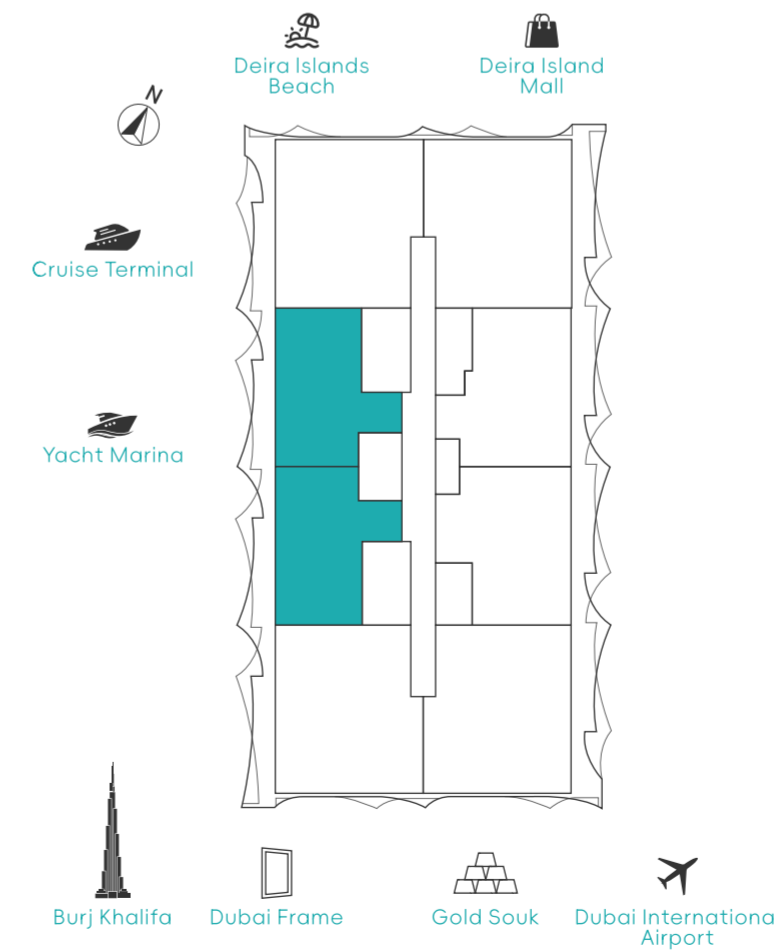 Deira Islands
Beach
Deira Island
Mall
N
Cruise Terminal
Yacht Marina
Burj Khalifa
Dubai Frame
Gold Souk
Dubai Internationa
Airport